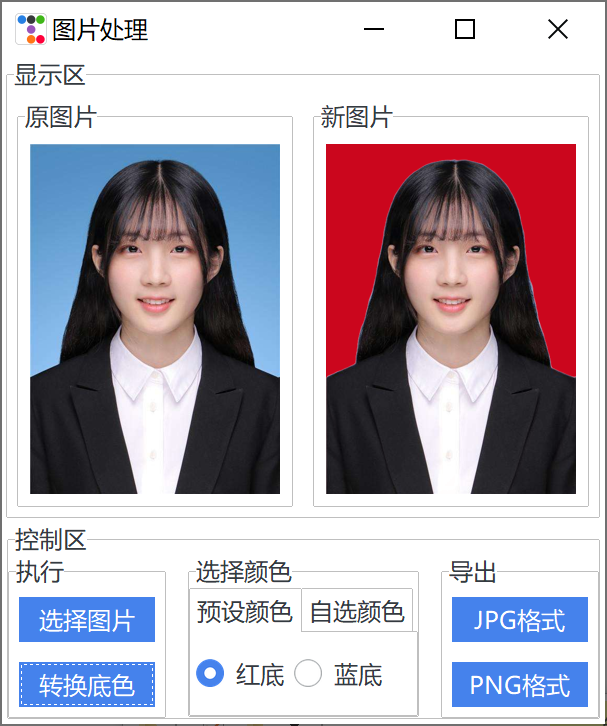 图片处理
显示区
原图片
新图片
控制区
执行
选择图片
转换底色
选择颜色
预设颜色 自选颜色
红底 蓝底
导出
JPG格式
PNG格式